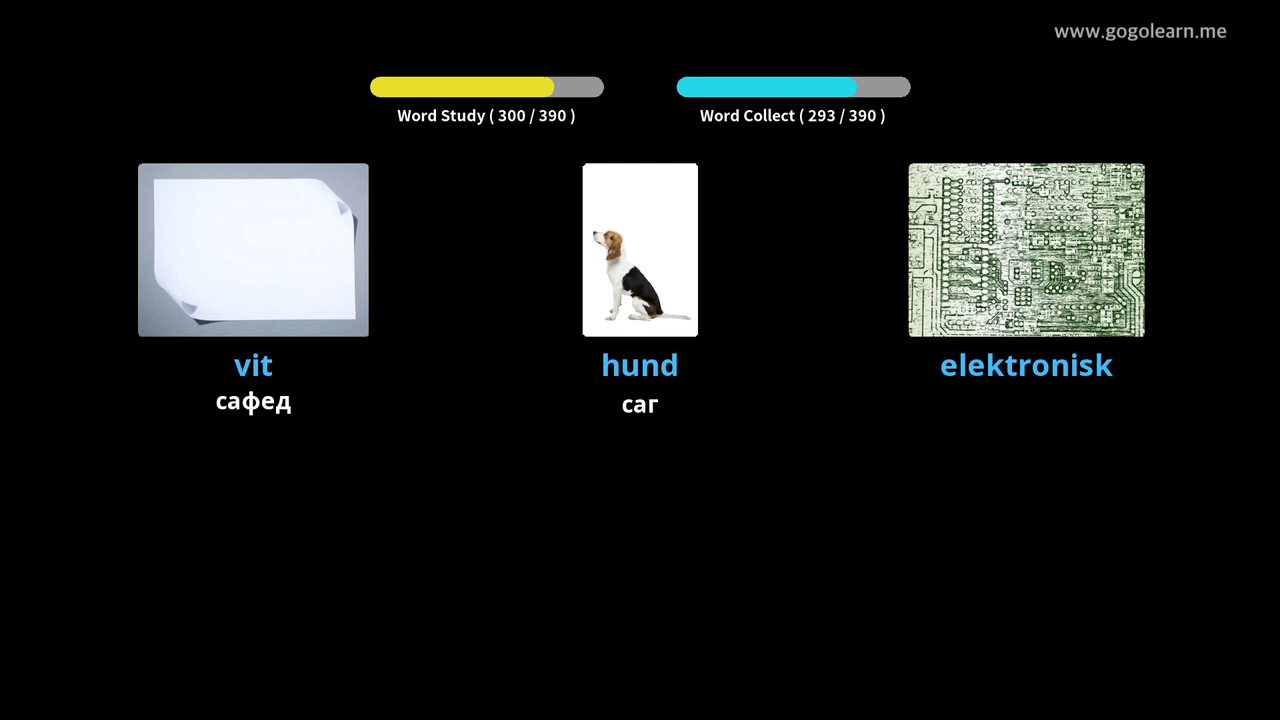 www.gogolearn.me
Word Study ( 300 / 390 )
Word Collect ( 293 / 390 )
vit
сафед
hund
саг
elektronisk